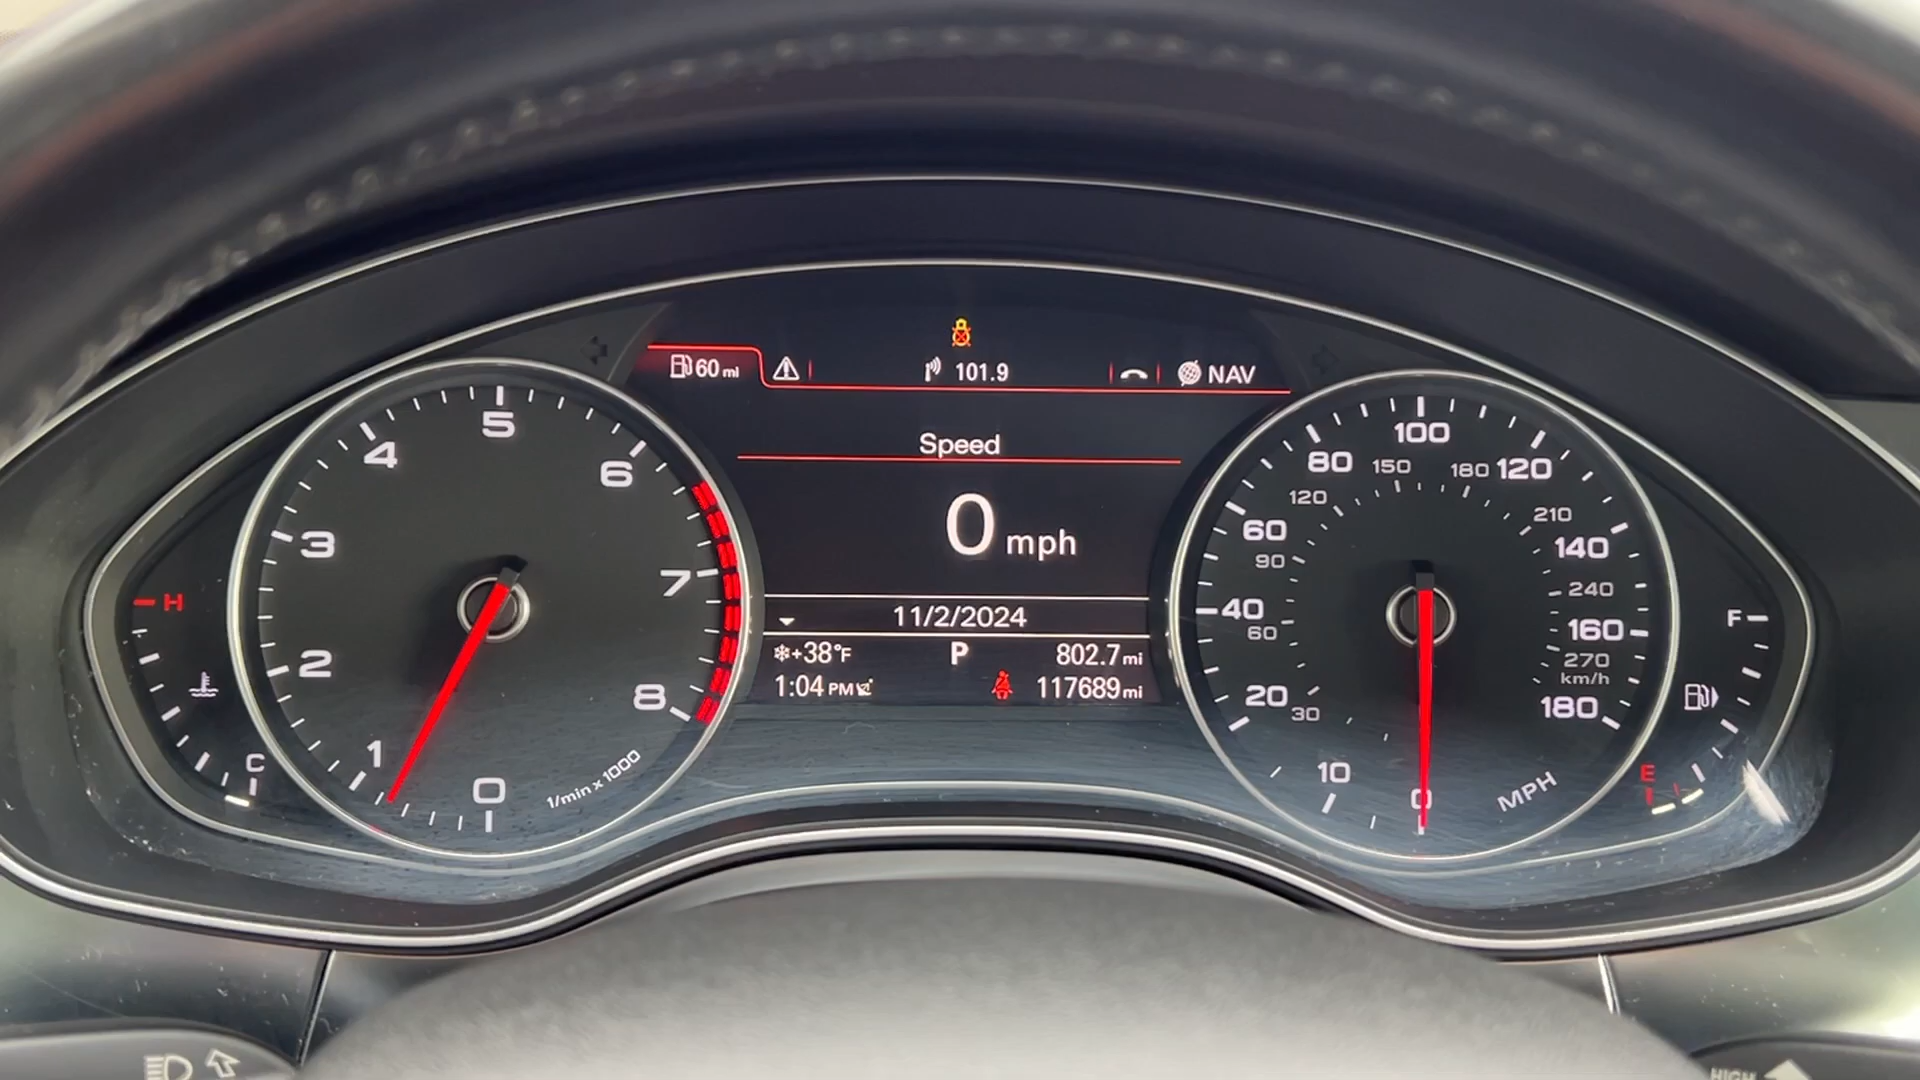 60 mi
101.9
NAV
Speed
0 mph
11/2/2024
+38°F
P
802.7 mi
1:04 PM
117689 mi
0
1
2
3
4
5
6
7
8
1/min x 1000
H
C
0
10
20
40
60
80
100
120
140
160
180
30
60
90
120
150
180
210
240
270
km/h
MPH
F
E
HIGH